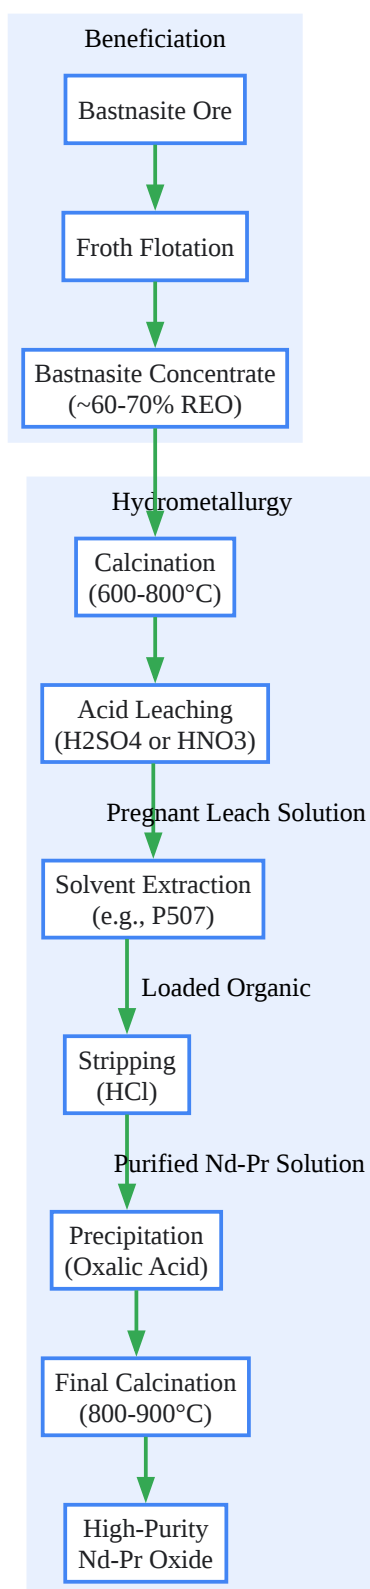 Beneficiation
Bastnasite Ore
Froth Flotation
Bastnasite Concentrate
(~60-70% REO)
Hydrometallurgy
Calcination
(600-800°C)
Acid Leaching
(H2SO4 or HNO3)
Pregnant Leach Solution
Solvent Extraction
(e.g., P507)
Loaded Organic
Stripping
(HCl)
Purified Nd-Pr Solution
Precipitation
(Oxalic Acid)
Final Calcination
(800-900°C)
High-Purity
Nd-Pr Oxide